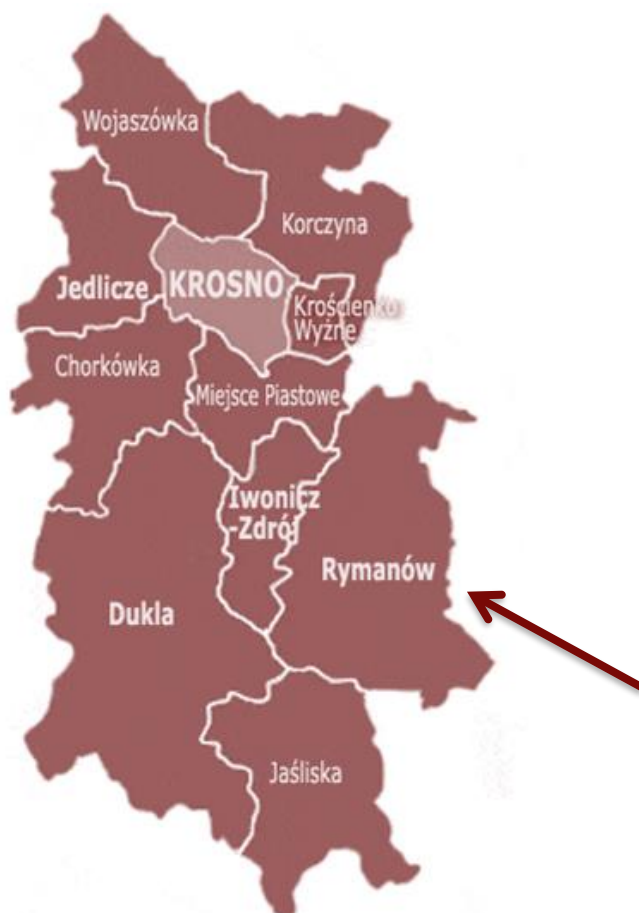 Wojaszówka
Korczyna
Jedlicze
KROSNO
Krościenko
Wyżne
Chorkówka
Miejsce Piastowe
Iwonicz
-Zdrój
Rymanów
Dukla
Jaśliska